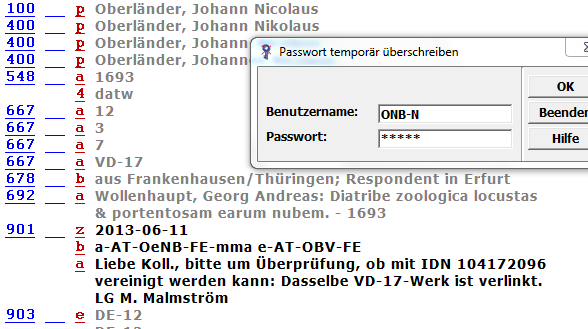 100 __ p Oberländer, Johann Nicolaus
400 __ p Oberländer, Johann Nikolaus
400 __ p Oberländer, Johann
400 __ p Oberländer, Johanne
548 __ a 1693
4 datw
667 __ a 12
667 __ a 3
667 __ a 7
667 __ a VD-17
678 __ b aus Frankenhausen/Thüringen; Respondent in Erfurt
692 __ a Wollenhaupt, Georg Andreas: Diatribe zoologica locustas
& portentosam earum nubem. - 1693
901 __ z 2013-06-11
b a-AT-OeNB-FE-mma e-AT-OBV-FE
a Liebe Koll., bitte um Überprüfung, ob mit IDN 104172096
vereinigt werden kann: Dasselbe VD-17-Werk ist verlinkt.
LG M. Malmström
903 __ e DE-12
Passwort temporär überschreiben
OK
Benutzername: ONB-N
Beenden
Passwort: *****
Hilfe